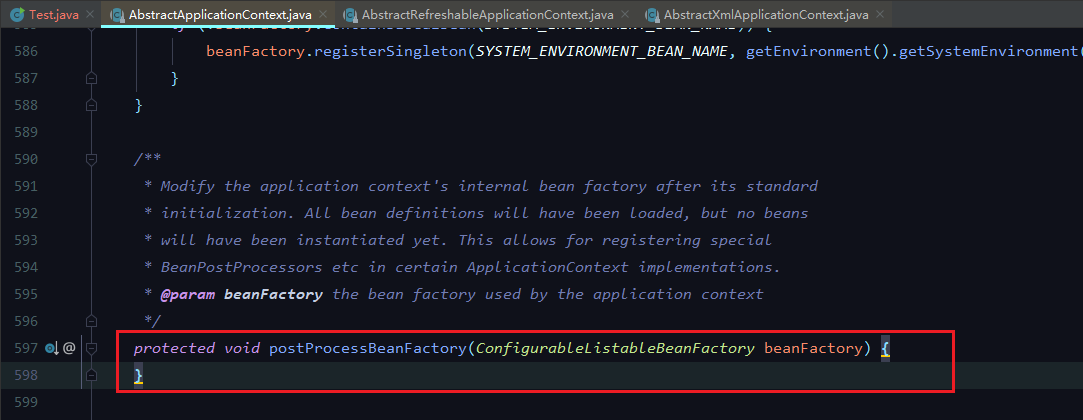 Test.java AbstractApplicationContext.java AbstractRefreshableApplicationContext.java AbstractXmlApplicationContext.java
586 beanFactory.registerSingleton(SYSTEM_ENVIRONMENT_BEAN_NAME, getEnvironment().getSystemEnvironment(
587 }
588 }
589
590 /**
591 * Modify the application context's internal bean factory after its standard
592 * initialization. All bean definitions will have been loaded, but no beans
593 * will have been instantiated yet. This allows for registering special
594 * BeanPostProcessors etc in certain ApplicationContext implementations.
595 * @param beanFactory the bean factory used by the application context
596 */
597 @ protected void postProcessBeanFactory(ConfigurableListableBeanFactory beanFactory) {
598 }
599